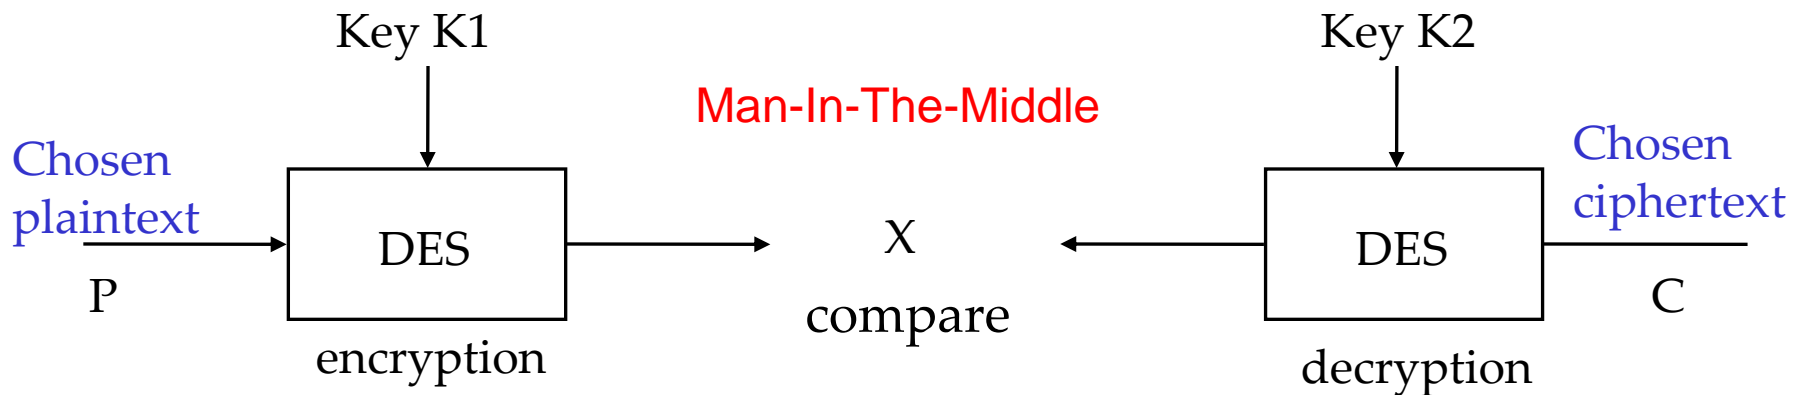 Key K1
Key K2
Man-In-The-Middle
Chosen
plaintext
Chosen
ciphertext
DES
X
DES
P
compare
C
encryption
decryption